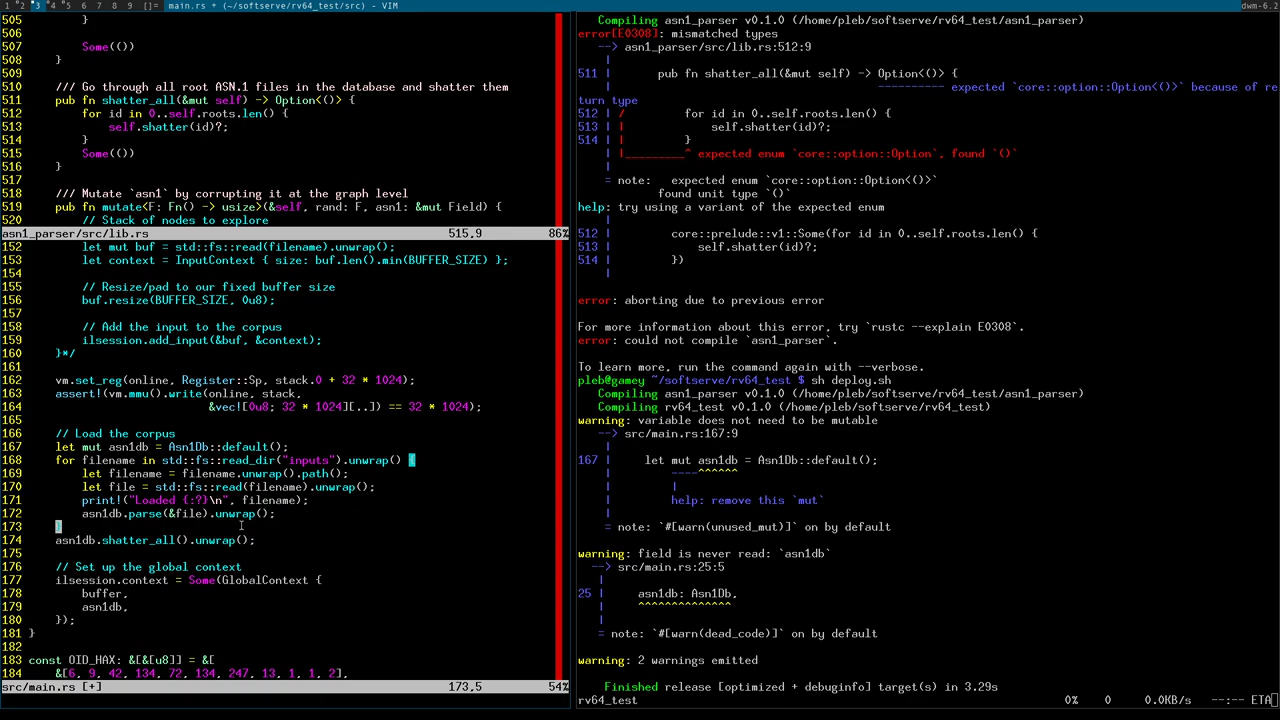 1 2 3 4 5 6 7 8 9 []= main.rs + (~/softserve/rv64_test/src) - VIM dwm-6.2
505 }
506
507 Some(())
508 }
509
510 /// Go through all root ASN.1 files in the database and shatter them
511 pub fn shatter_all(&mut self) -> Option<()> {
512 for id in 0..self.roots.len() {
513 self.shatter(id)?;
514 }
515 Some(())
516 }
517
518 /// Mutate `asn1` by corrupting it at the graph level
519 pub fn mutate<F: Fn() -> usize>(&self, rand: F, asn1: &mut Field) {
520 // Stack of nodes to explore
asn1_parser/src/lib.rs 515,9 86%
152 let mut buf = std::fs::read(filename).unwrap();
153 let context = InputContext { size: buf.len().min(BUFFER_SIZE) };
154
155 // Resize/pad to our fixed buffer size
156 buf.resize(BUFFER_SIZE, 0u8);
157
158 // Add the input to the corpus
159 ilsession.add_input(&buf, &context);
160 }*/
161
162 vm.set_reg(online, Register::Sp, stack.0 + 32 * 1024);
163 assert!(vm.mmu().write(online, stack,
164 &vec![0u8; 32 * 1024][..]) == 32 * 1024);
165
166 // Load the corpus
167 let mut asn1db = Asn1Db::default();
168 for filename in std::fs::read_dir("inputs").unwrap() {
169 let filename = filename.unwrap().path();
170 let file = std::fs::read(filename).unwrap();
171 print!("Loaded {:?}\n", filename);
172 asn1db.parse(&file).unwrap();
173 }
174 asn1db.shatter_all().unwrap();
175
176 // Set up the global context
177 ilsession.context = Some(GlobalContext {
178 buffer,
179 asn1db,
180 });
181 }
182
183 const OID_HAX: &[&[u8]] = &[
184 &[6, 9, 42, 134, 72, 134, 247, 13, 1, 1, 2],
src/main.rs [+] 173,5 54%
Compiling asn1_parser v0.1.0 (/home/pleb/softserve/rv64_test/asn1_parser)
error[E0308]: mismatched types
--> asn1_parser/src/lib.rs:512:9
|
511 | pub fn shatter_all(&mut self) -> Option<()> {
| ---------- expected `core::option::Option<()>` because of re
turn type
512 | / for id in 0..self.roots.len() {
513 | | self.shatter(id)?;
514 | | }
| |_________^ expected enum `core::option::Option`, found `()`
|
= note: expected enum `core::option::Option<()>`
found unit type `()`
help: try using a variant of the expected enum
|
512 | core::prelude::v1::Some(for id in 0..self.roots.len() {
513 | self.shatter(id)?;
514 | })
|
error: aborting due to previous error
For more information about this error, try `rustc --explain E0308`.
error: could not compile `asn1_parser`.
To learn more, run the command again with --verbose.
pleb@gamey ~/softserve/rv64_test $ sh deploy.sh
Compiling asn1_parser v0.1.0 (/home/pleb/softserve/rv64_test/asn1_parser)
Compiling rv64_test v0.1.0 (/home/pleb/softserve/rv64_test)
warning: variable does not need to be mutable
--> src/main.rs:167:9
|
167 | let mut asn1db = Asn1Db::default();
| ----^^^^^^
| |
| help: remove this `mut`
|
= note: `#[warn(unused_mut)]` on by default
warning: field is never read: `asn1db`
--> src/main.rs:25:5
|
25 | asn1db: Asn1Db,
| ^^^^^^^^^^^^^^
|
= note: `#[warn(dead_code)]` on by default
warning: 2 warnings emitted
Finished release [optimized + debuginfo] target(s) in 3.29s
rv64_test 0% 0 0.0KB/s --:-- ETA